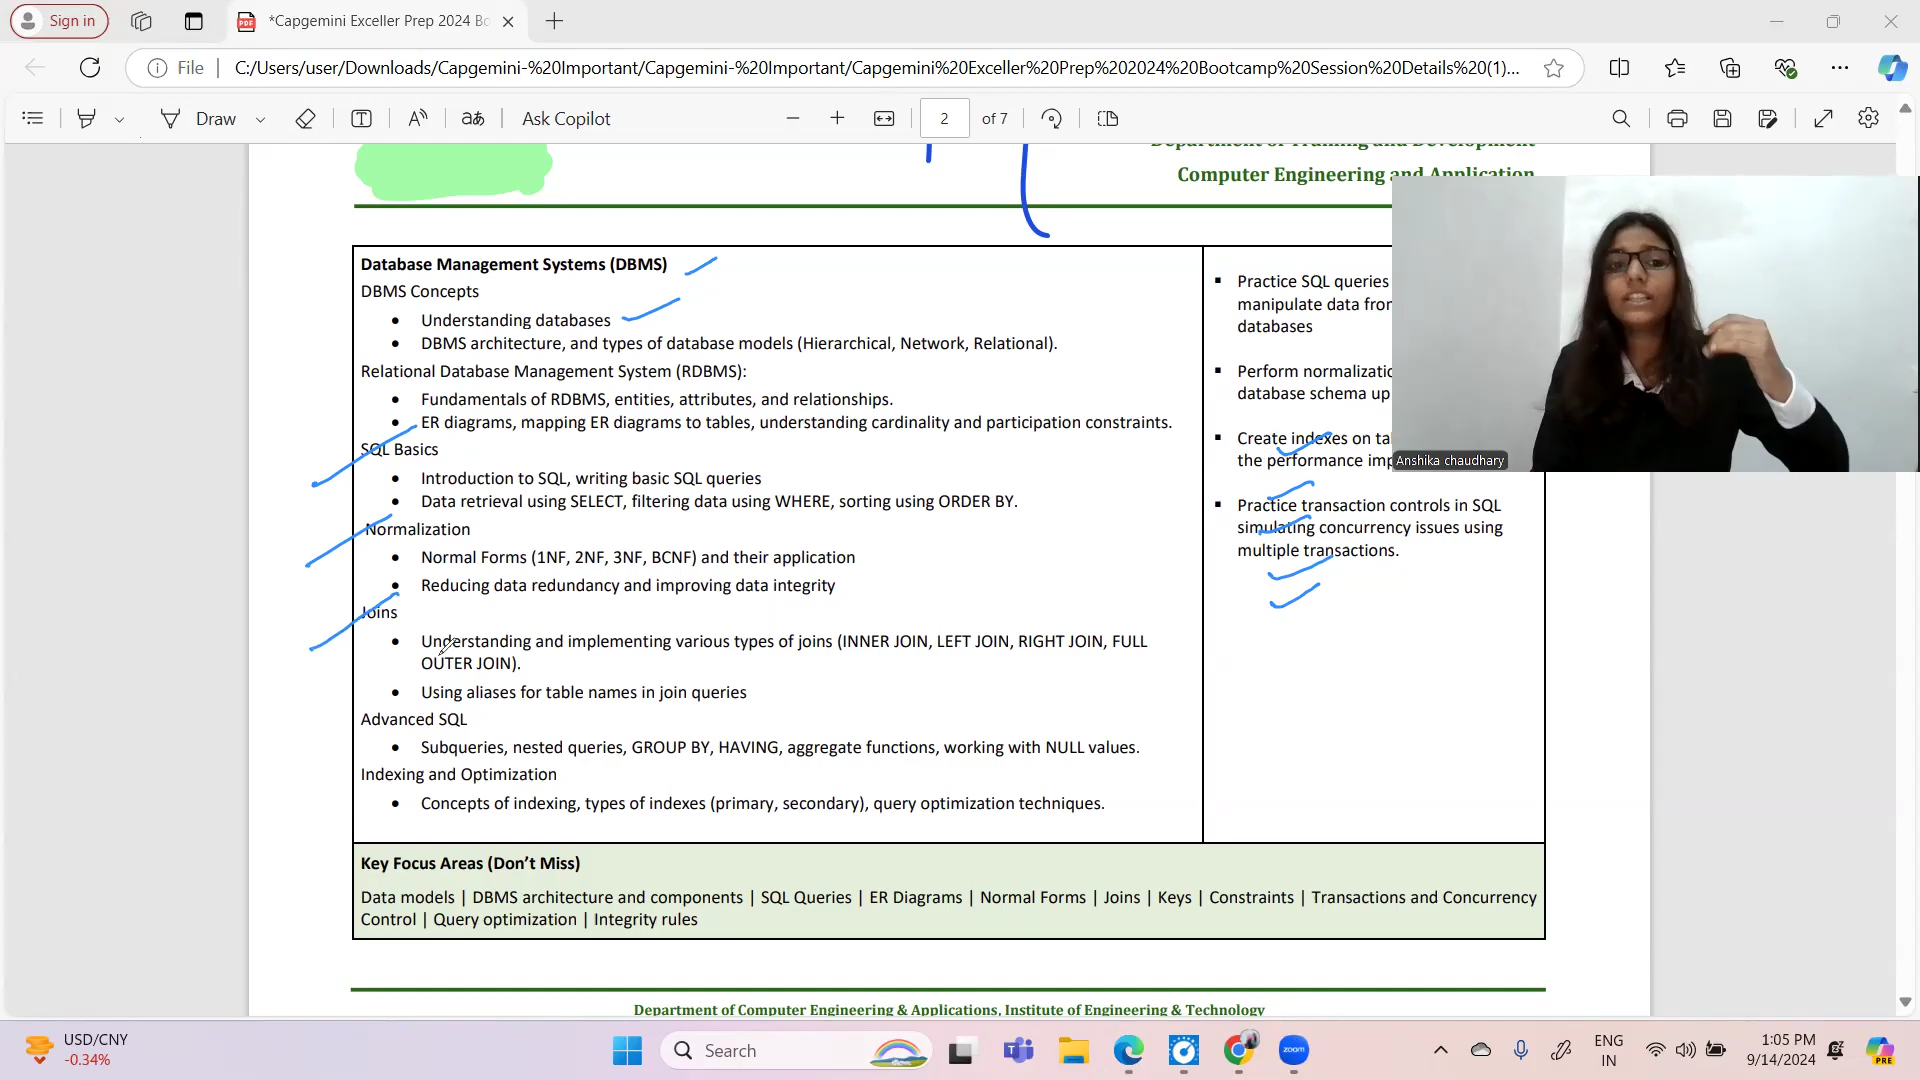 Sign in
*Capgemini Exceller Prep 2024 Bo
File
C:/Users/user/Downloads/Capgemini-%20Important/Capgemini-%20Important/Capgemini%20Exceller%20Prep%202024%20Bootcamp%20Session%20Details%20(1)...
Draw
aあ
Ask Copilot
2 of 7
Department of Training and Development
Computer Engineering and Application
Database Management Systems (DBMS)
DBMS Concepts
• Understanding databases
• DBMS architecture, and types of database models (Hierarchical, Network, Relational).
Relational Database Management System (RDBMS):
• Fundamentals of RDBMS, entities, attributes, and relationships.
• ER diagrams, mapping ER diagrams to tables, understanding cardinality and participation constraints.
SQL Basics
• Introduction to SQL, writing basic SQL queries
• Data retrieval using SELECT, filtering data using WHERE, sorting using ORDER BY.
Normalization
• Normal Forms (1NF, 2NF, 3NF, BCNF) and their application
• Reducing data redundancy and improving data integrity
Joins
• Understanding and implementing various types of joins (INNER JOIN, LEFT JOIN, RIGHT JOIN, FULL
OUTER JOIN).
• Using aliases for table names in join queries
Advanced SQL
• Subqueries, nested queries, GROUP BY, HAVING, aggregate functions, working with NULL values.
Indexing and Optimization
• Concepts of indexing, types of indexes (primary, secondary), query optimization techniques.
▪ Practice SQL queries
manipulate data from
databases
▪ Perform normalizatio
database schema up
▪ Create indexes on
the performance
▪ Practice transaction controls in SQL
simulating concurrency issues using
multiple transactions.
Anshika chaudhary
Key Focus Areas (Don't Miss)
Data models | DBMS architecture and components | SQL Queries | ER Diagrams | Normal Forms | Joins | Keys | Constraints | Transactions and Concurrency
Control | Query optimization | Integrity rules
Department of Computer Engineering & Applications, Institute of Engineering & Technology
USD/CNY
-0.34%
Search
zoom
ENG
IN
1:05 PM
9/14/2024
PRE